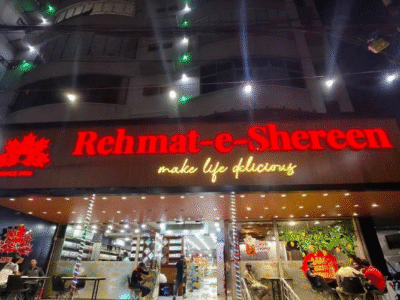 Rehmat-e-Shereen
make life delicious